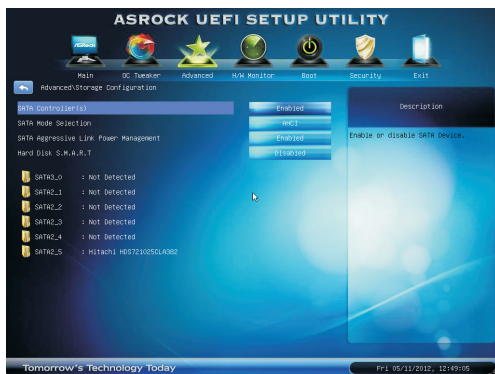 ASROCK UEFI SETUP UTILITY
ASRock
Main OC Tweaker Advanced H/W Monitor Boot Security Exit
Advanced\Storage Configuration
Description
SATA Controller(s) Enabled
SATA Mode Selection AHCI
SATA Aggressive Link Power Management Enabled
Enable or disable SATA Device.
Hard Disk S.M.A.R.T Disabled
SATA3_0 : Not Detected
SATA2_1 : Not Detected
SATA2_2 : Not Detected
SATA2_3 : Not Detected
SATA2_4 : Not Detected
SATA2_5 : Hitachi HDS721025CLA382
Tomorrow's Technology Today
Fri 05/11/2012, 12:49:05